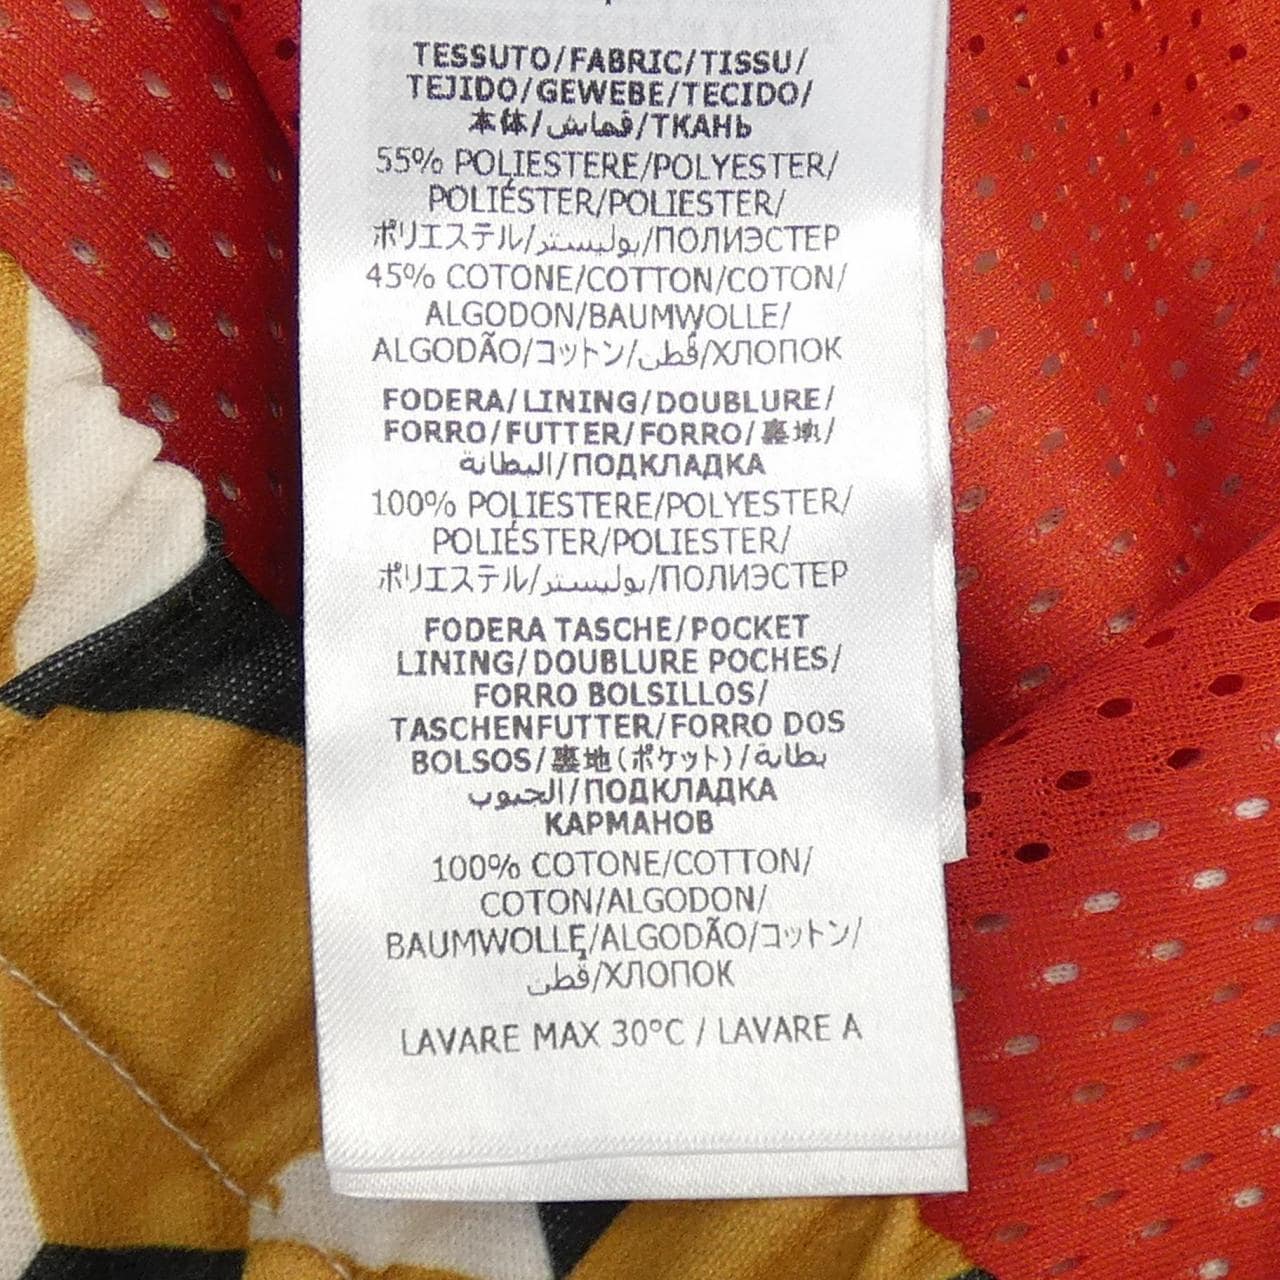 TESSUTO/FABRIC/TISSU/
TEJIDO/GEWEBE/TECIDO/
本体/قماش/ТКАНЬ
55% POLIESTERE/POLYESTER/
POLIÉSTER/POLIESTER/
ポリエステル/بوليستر/ПОЛИЭСТЕР
45% COTONE/COTTON/COTON/
ALGODON/BAUMWOLLE/
ALGODÃO/コットン/قُطن/ХЛОПОК
FODERA/LINING/DOUBLURE/
FORRO/FUTTER/FORRO/裏地/
البطانة/ПОДКЛАДКА
100% POLIESTERE/POLYESTER/
POLIÉSTER/POLIESTER/
ポリエステル/بوليستر/ПОЛИЭСТЕР
FODERA TASCHE/POCKET
LINING/DOUBLURE POCHES/
FORRO BOLSILLOS/
TASCHENFUTTER/FORRO DOS
BOLSOS/裏地(ポケット)/بطانة
الجيوب/ПОДКЛАДКА
КАРМАНОВ
100% COTONE/COTTON/
COTON/ALGODON/
BAUMWOLLE/ALGODÃO/コットン/
قُطن/ХЛОПОК
LAVARE MAX 30°C / LAVARE A